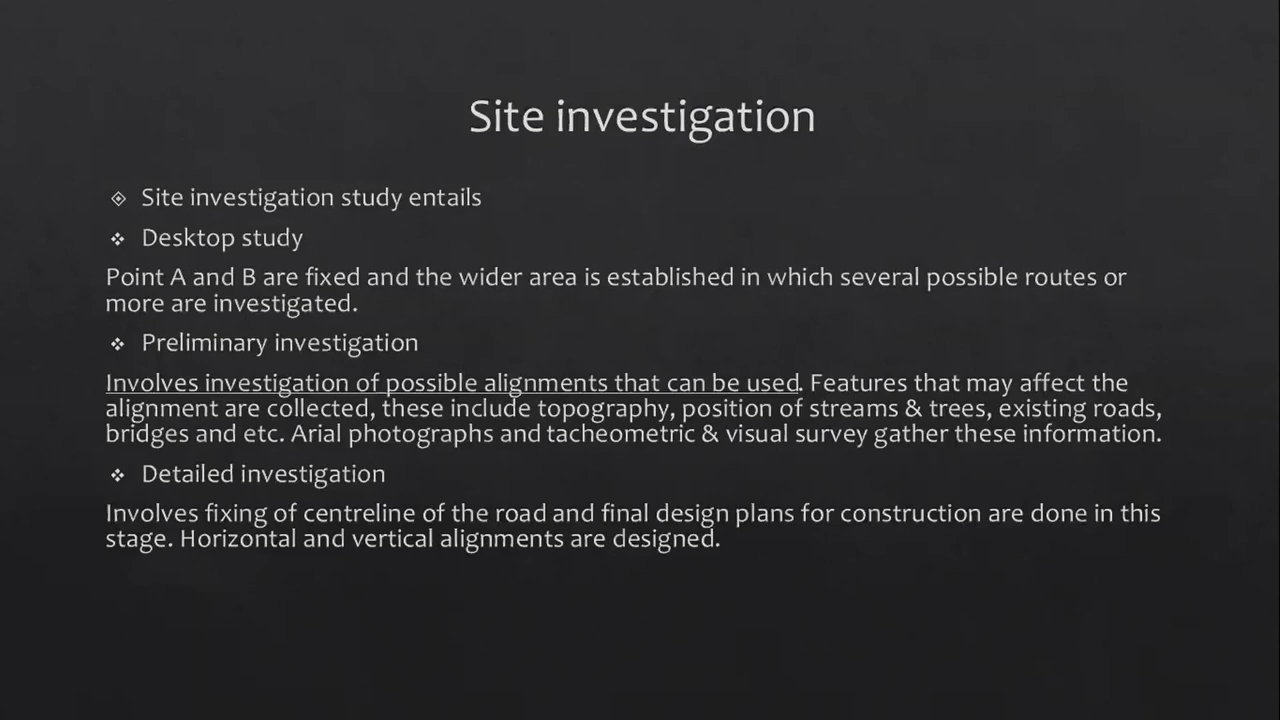 Site investigation
Site investigation study entails
Desktop study
Point A and B are fixed and the wider area is established in which several possible routes or
more are investigated.
Preliminary investigation
Involves investigation of possible alignments that can be used. Features that may affect the
alignment are collected, these include topography, position of streams & trees, existing roads,
bridges and etc. Arial photographs and tacheometric & visual survey gather these information.
Detailed investigation
Involves fixing of centreline of the road and final design plans for construction are done in this
stage. Horizontal and vertical alignments are designed.